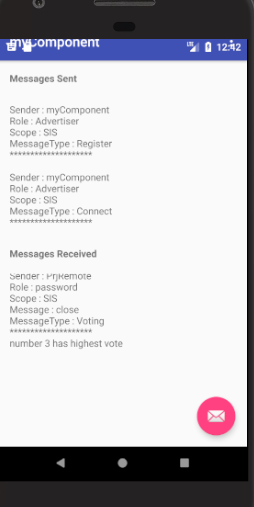 myComponent
12:42
Messages Sent
Sender : myComponent
Role : Advertiser
Scope : SIS
MessageType : Register
********************
Sender : myComponent
Role : Advertiser
Scope : SIS
MessageType : Connect
********************
Messages Received
Sender : PrjRemote
Role : password
Scope : SIS
Message : close
MessageType : Voting
********************
number 3 has highest vote